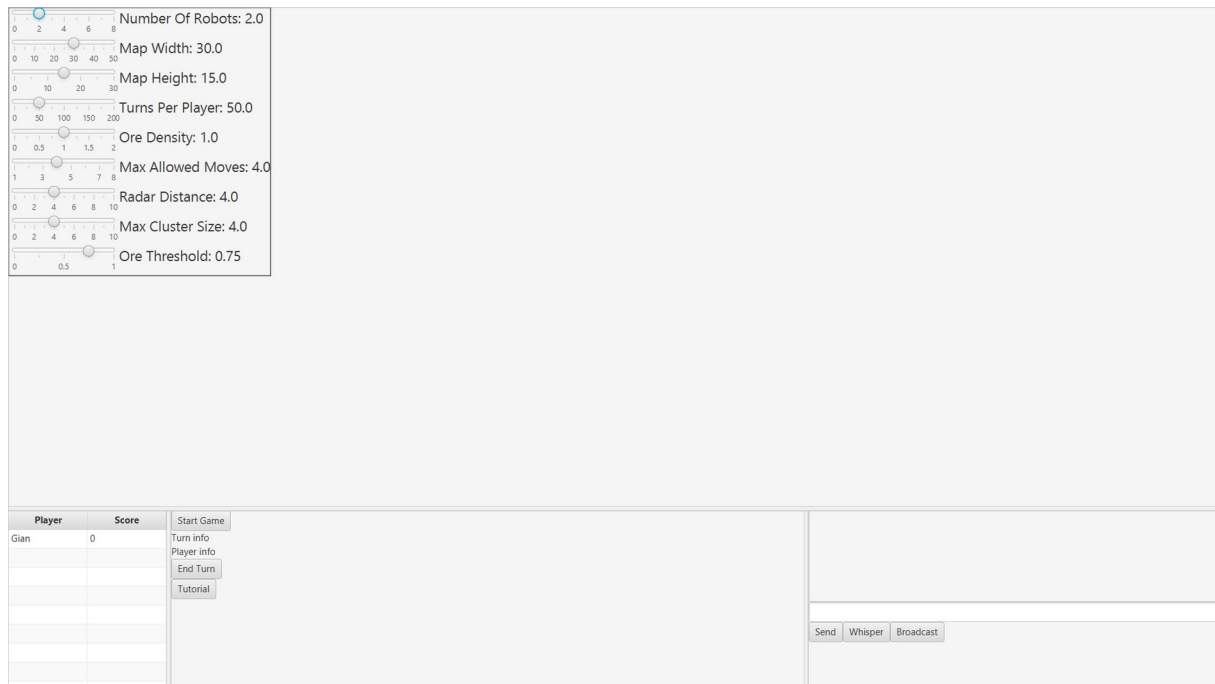 Number Of Robots: 2.0
0 2 4 6 8
Map Width: 30.0
0 10 20 30 40 50
Map Height: 15.0
0 10 20 30
Turns Per Player: 50.0
0 50 100 150 200
Ore Density: 1.0
0 0.5 1 1.5 2
Max Allowed Moves: 4.0
1 3 5 7 8
Radar Distance: 4.0
0 2 4 6 8 10
Max Cluster Size: 4.0
0 2 4 6 8 10
Ore Threshold: 0.75
0 0.5 1
Player Score
Gian 0
Start Game
Turn info
Player info
End Turn
Tutorial
Send Whisper Broadcast